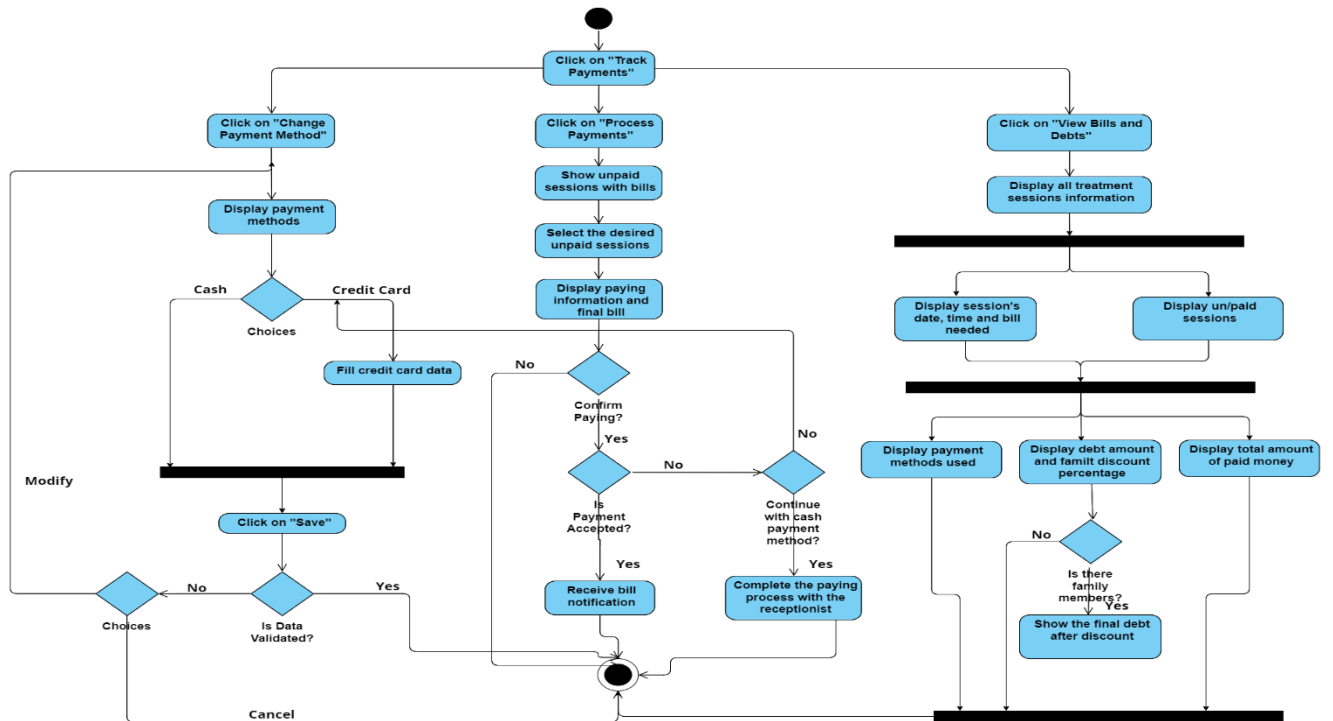 Click on "Track
Payments"
Click on "Change
Payment Method"
Click on "Process
Payments"
Click on "View Bills and
Debts"
Show unpaid
sessions with bills
Display all treatment
sessions information
Display payment
methods
Select the desired
unpaid sessions
Cash
Credit Card
Choices
Display paying
information and
final bill
Display session's
date, time and bill
needed
Display un/paid
sessions
No
Fill credit card data
Confirm
Paying?
Yes
No
No
Display payment
methods used
Display debt amount
and familt discount
percentage
Display total amount
of paid money
Modify
Is
Payment
Accepted?
Continue
with cash
payment
method?
Click on "Save"
No
Is there
family
members?
Yes
No
Yes
Choices
Is Data
Validated?
Yes
Receive bill
notification
Yes
Complete the paying
process with the
receptionist
Show the final debt
after discount
Cancel